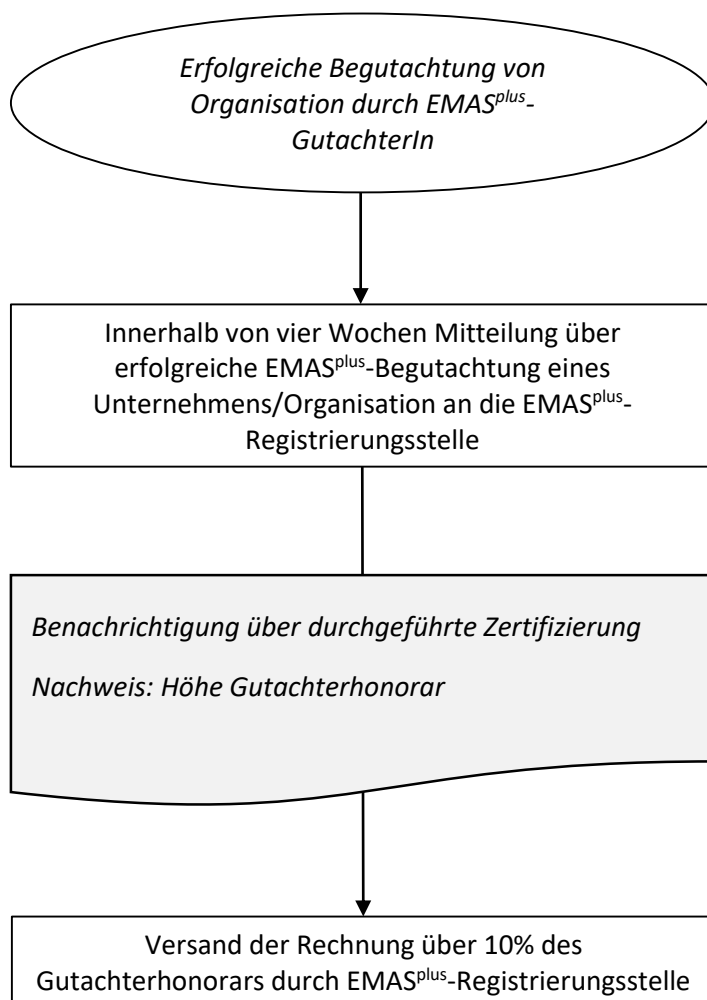 Erfolgreiche Begutachtung von
Organisation durch EMASplus-
GutachterIn
Innerhalb von vier Wochen Mitteilung über
erfolgreiche EMASplus-Begutachtung eines
Unternehmens/Organisation an die EMASplus-
Registrierungsstelle
Benachrichtigung über durchgeführte Zertifizierung
Nachweis: Höhe Gutachterhonorar
Versand der Rechnung über 10% des
Gutachterhonorars durch EMASplus-Registrierungsstelle